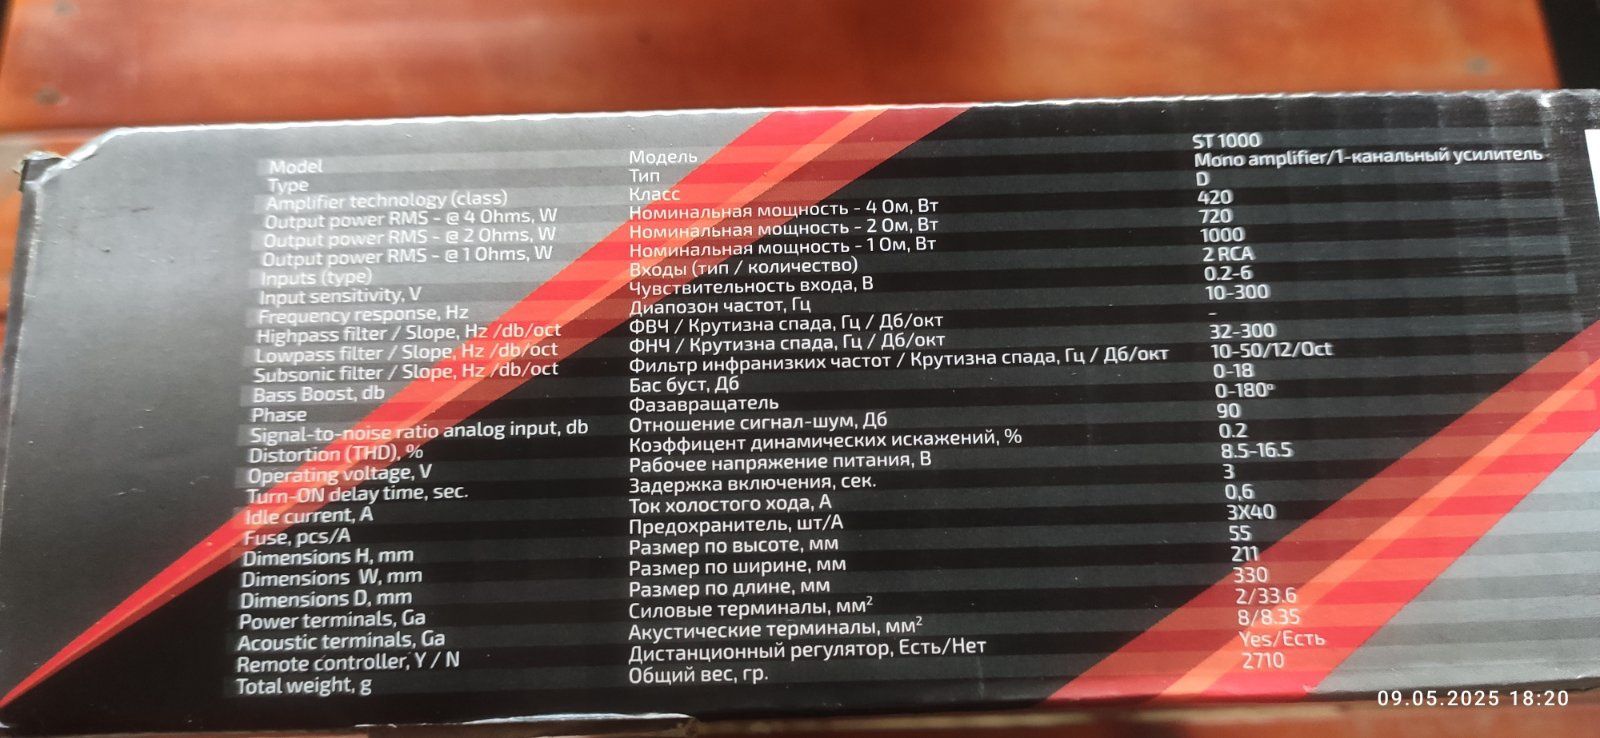 Model Модель ST 1000
Type Тип Mono amplifier/1-канальный усилитель
Amplifier technology (class) Класс D
Output power RMS - @ 4 Ohms, W Номинальная мощность - 4 Ом, Вт 420
Output power RMS - @ 2 Ohms, W Номинальная мощность - 2 Ом, Вт 720
Output power RMS - @ 1 Ohms, W Номинальная мощность - 1 Ом, Вт 1000
Inputs (type) Входы (тип / количество) 2 RCA
Input sensitivity, V Чувствительность входа, В 0.2-6
Frequency response, Hz Диапозон частот, Гц 10-300
Highpass filter / Slope, Hz /db/oct ФВЧ / Крутизна спада, Гц / Дб/окт -
Lowpass filter / Slope, Hz /db/oct ФНЧ / Крутизна спада, Гц / Дб/окт 32-300
Subsonic filter / Slope, Hz /db/oct Фильтр инфранизких частот / Крутизна спада, Гц / Дб/окт 10-50/12/Oct
Bass Boost, db Бас буст, Дб 0-18
Phase Фазавращатель 0-180°
Signal-to-noise ratio analog input, db Отношение сигнал-шум, Дб 90
Distortion (THD), % Коэффицент динамических искажений, % 0.2
Operating voltage, V Рабочее напряжение питания, В 8.5-16.5
Turn-ON delay time, sec. Задержка включения, сек. 3
Idle current, A Ток холостого хода, А 0,6
Fuse, pcs/A Предохранитель, шт/А 3X40
Dimensions H, mm Размер по высоте, мм 55
Dimensions W, mm Размер по ширине, мм 211
Dimensions D, mm Размер по длине, мм 330
Power terminals, Ga Силовые терминалы, мм² 2/33.6
Acoustic terminals, Ga Акустические терминалы, мм² 8/8.35
Remote controller, Y / N Дистанционный регулятор, Есть/Нет Yes/Есть
Total weight, g Общий вес, гр. 2710
09.05.2025 18:20